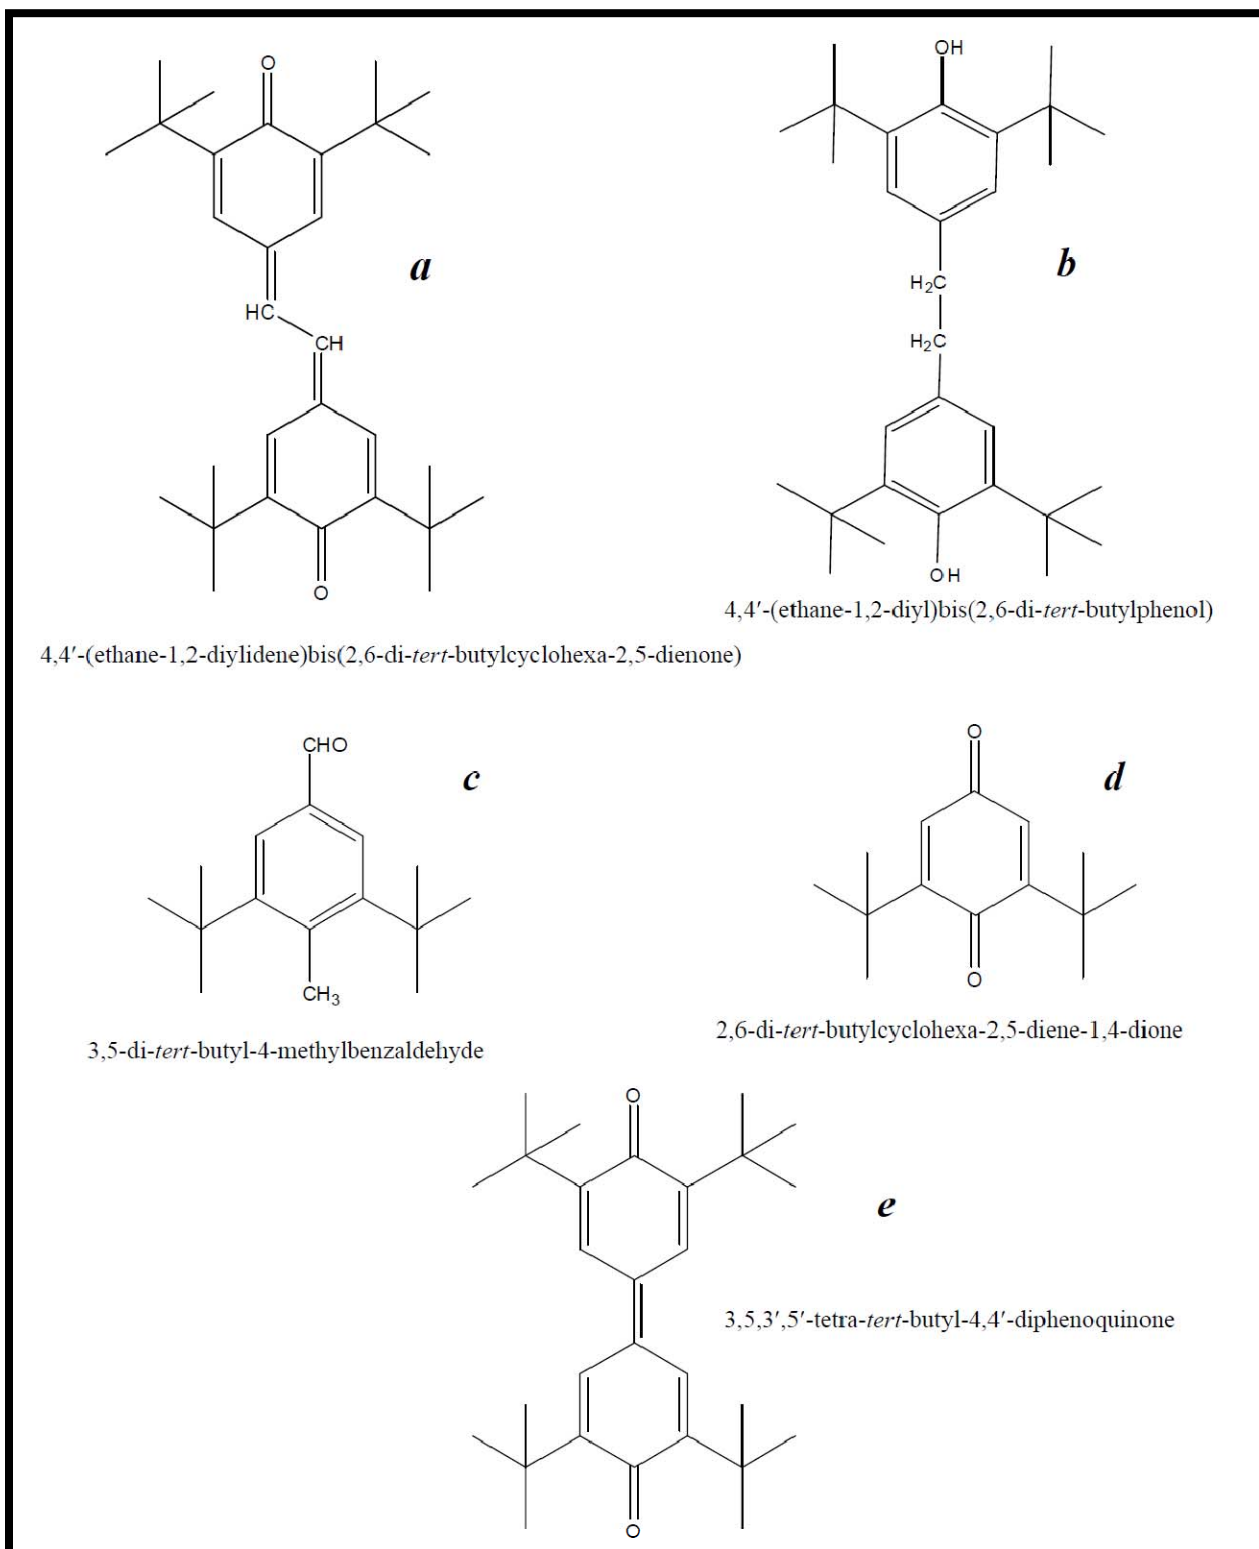 O
OH
a
b
HC
CH
H2C
H2C
O
OH
4,4′-(ethane-1,2-diyl)bis(2,6-di-tert-butylphenol)
4,4′-(ethane-1,2-diylidene)bis(2,6-di-tert-butylcyclohexa-2,5-dienone)
CHO
c
O
d
CH3
O
3,5-di-tert-butyl-4-methylbenzaldehyde
2,6-di-tert-butylcyclohexa-2,5-diene-1,4-dione
O
e
3,5,3′,5′-tetra-tert-butyl-4,4′-diphenoquinone
O